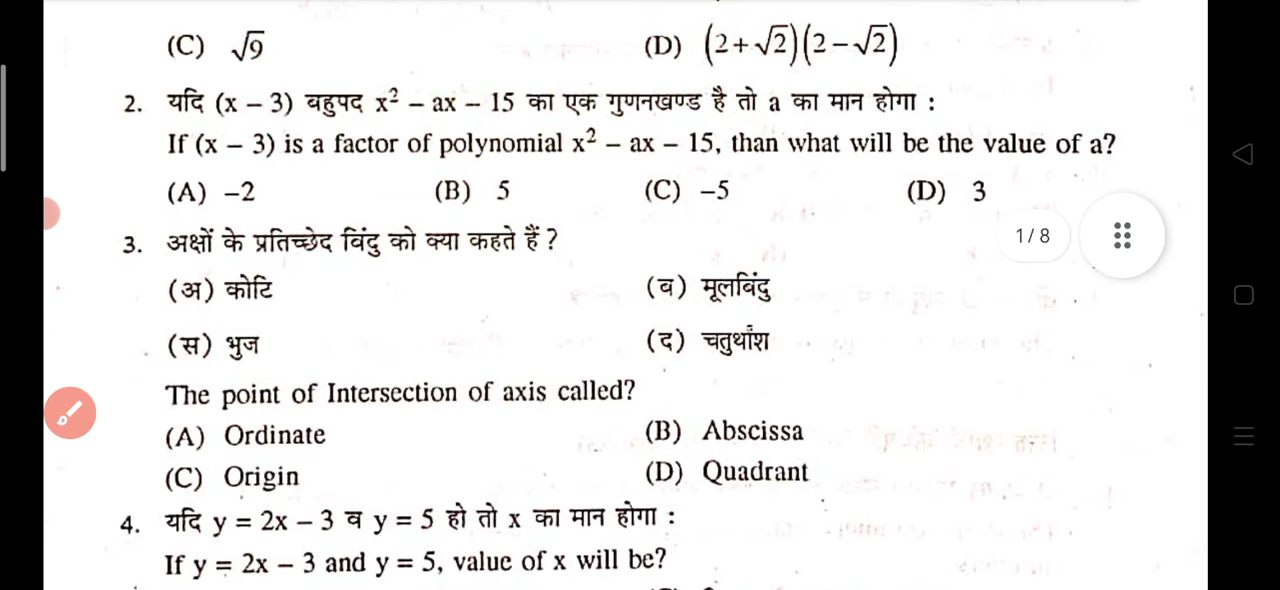 (C) √9 (D) (2+√2)(2−√2)
2. यदि (x – 3) बहुपद x² – ax – 15 का एक गुणनखण्ड है तो a का मान होगा :
If (x – 3) is a factor of polynomial x² – ax – 15, than what will be the value of a?
(A) –2 (B) 5 (C) –5 (D) 3
3. अक्षों के प्रतिच्छेद विंदु को क्या कहते हैं ?
1/8
(अ) कोटि (ब) मूलविंदु
(स) भुज (द) चतुर्थांश
The point of Intersection of axis called?
(A) Ordinate (B) Abscissa
(C) Origin (D) Quadrant
4. यदि y = 2x – 3 व y = 5 हो तो x का मान होगा :
If y = 2x – 3 and y = 5, value of x will be?